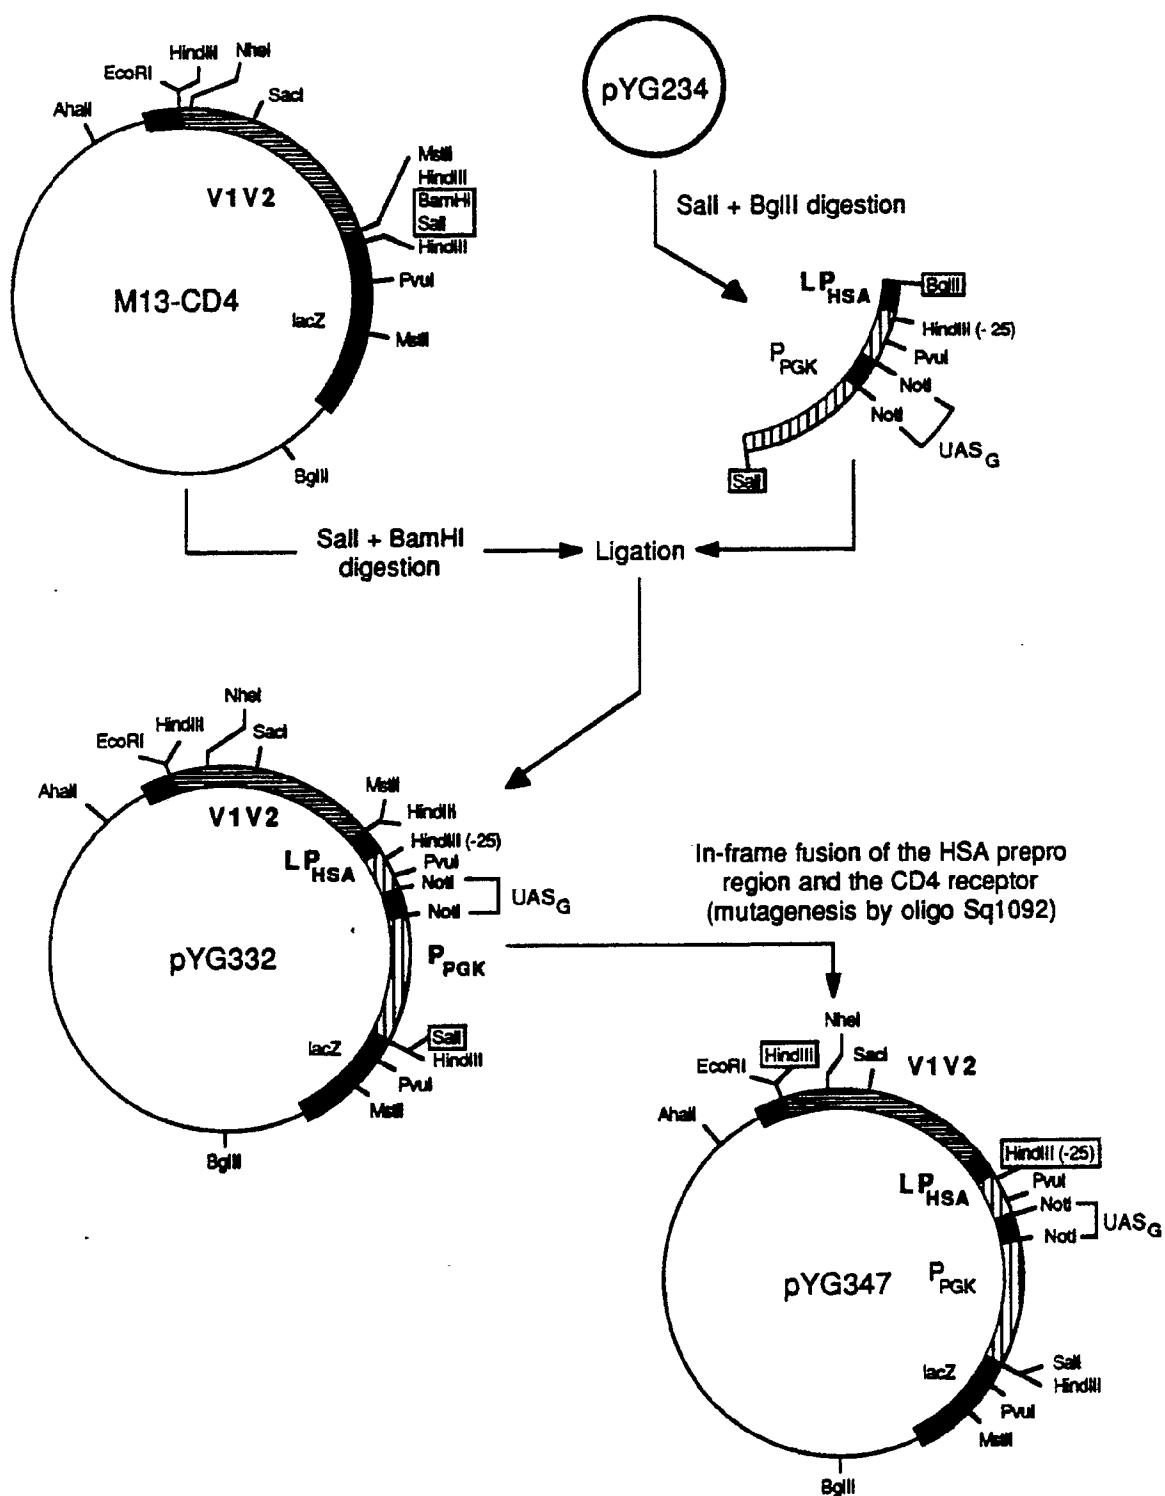 HindIII
NheI
EcoRI
SacI
AhaII
MstII
HindIII
BamHI
SalI
HindIII
V1V2
PvuI
M13-CD4
lacZ
MstII
BglII
pYG234
SalI + BglII digestion
LP HSA
BglII
HindIII (-25)
PvuI
P PGK
NotI
NotI
UAS G
SalI
SalI + BamHI
digestion
Ligation
NheI
HindIII
SacI
EcoRI
AhaII
MstII
HindIII
V1V2
HindIII (-25)
LP HSA
PvuI
NotI
UAS G
NotI
pYG332
P PGK
lacZ
SalI
HindIII
PvuI
MstII
BglII
In-frame fusion of the HSA prepro
region and the CD4 receptor
(mutagenesis by oligo Sq1092)
NheI
HindIII
SacI
V1V2
EcoRI
AhaII
HindIII (-25)
LP HSA
PvuI
NotI
UAS G
NotI
pYG347
P PGK
lacZ
SalI
HindIII
PvuI
MstII
BglII